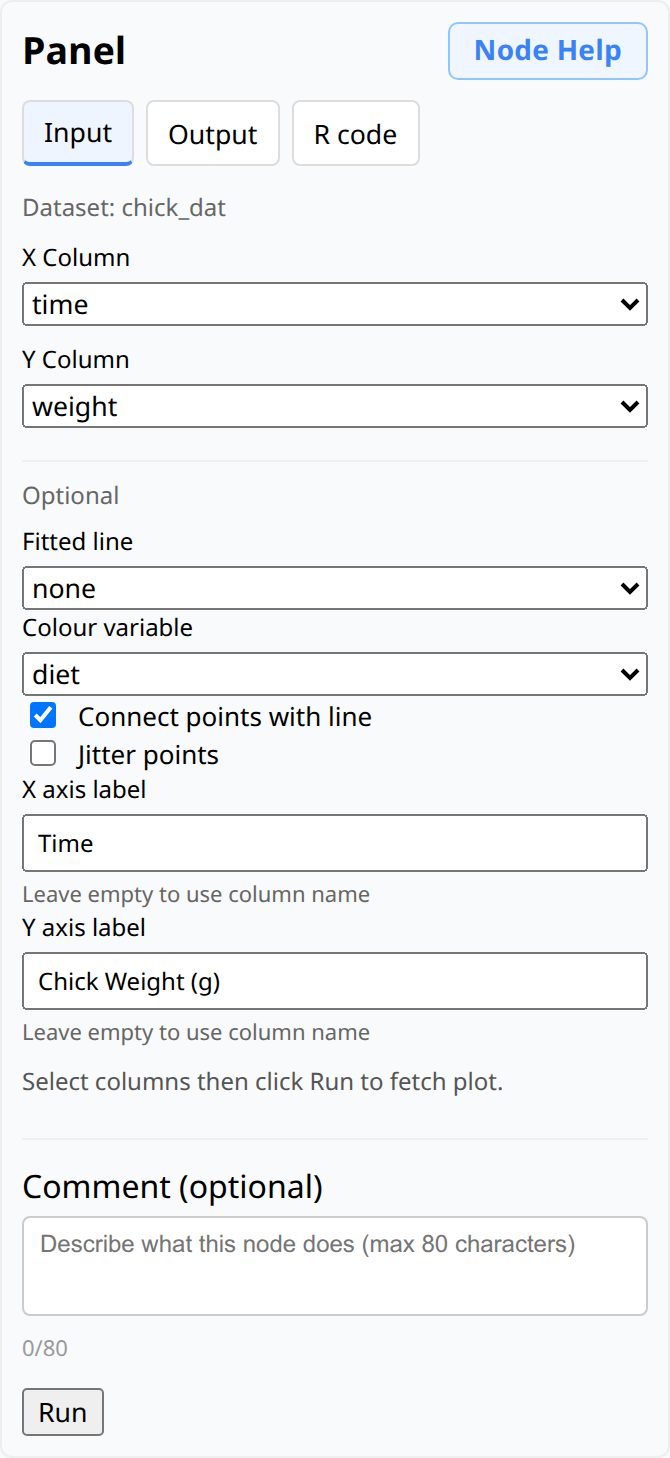 Panel
Node Help
Input
Output
R code
Dataset: chick_dat
X Column
time
Y Column
weight
Optional
Fitted line
none
Colour variable
diet
Connect points with line
Jitter points
X axis label
Time
Leave empty to use column name
Y axis label
Chick Weight (g)
Leave empty to use column name
Select columns then click Run to fetch plot.
Comment (optional)
Describe what this node does (max 80 characters)
0/80
Run